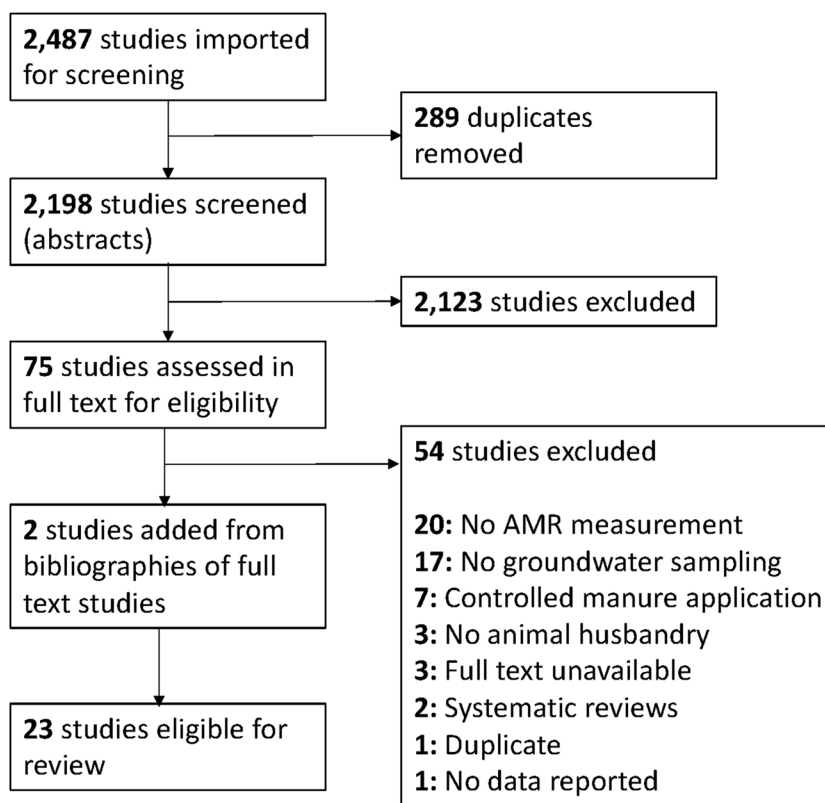 2,487 studies imported
for screening
289 duplicates
removed
2,198 studies screened
(abstracts)
2,123 studies excluded
75 studies assessed in
full text for eligibility
54 studies excluded
20: No AMR measurement
17: No groundwater sampling
7: Controlled manure application
3: No animal husbandry
3: Full text unavailable
2: Systematic reviews
1: Duplicate
1: No data reported
2 studies added from
bibliographies of full
text studies
23 studies eligible for
review